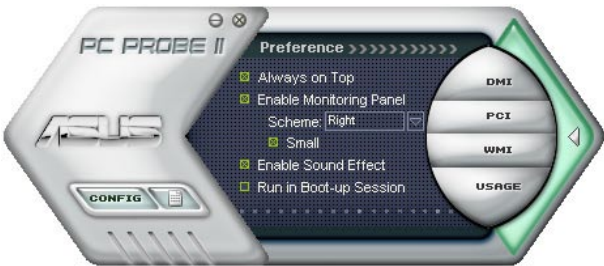 PC PROBE II
Preference
Always on Top
Enable Monitoring Panel
Scheme: Right
Small
Enable Sound Effect
Run in Boot-up Session
ASUS
CONFIG
DMI
PCI
WMI
USAGE